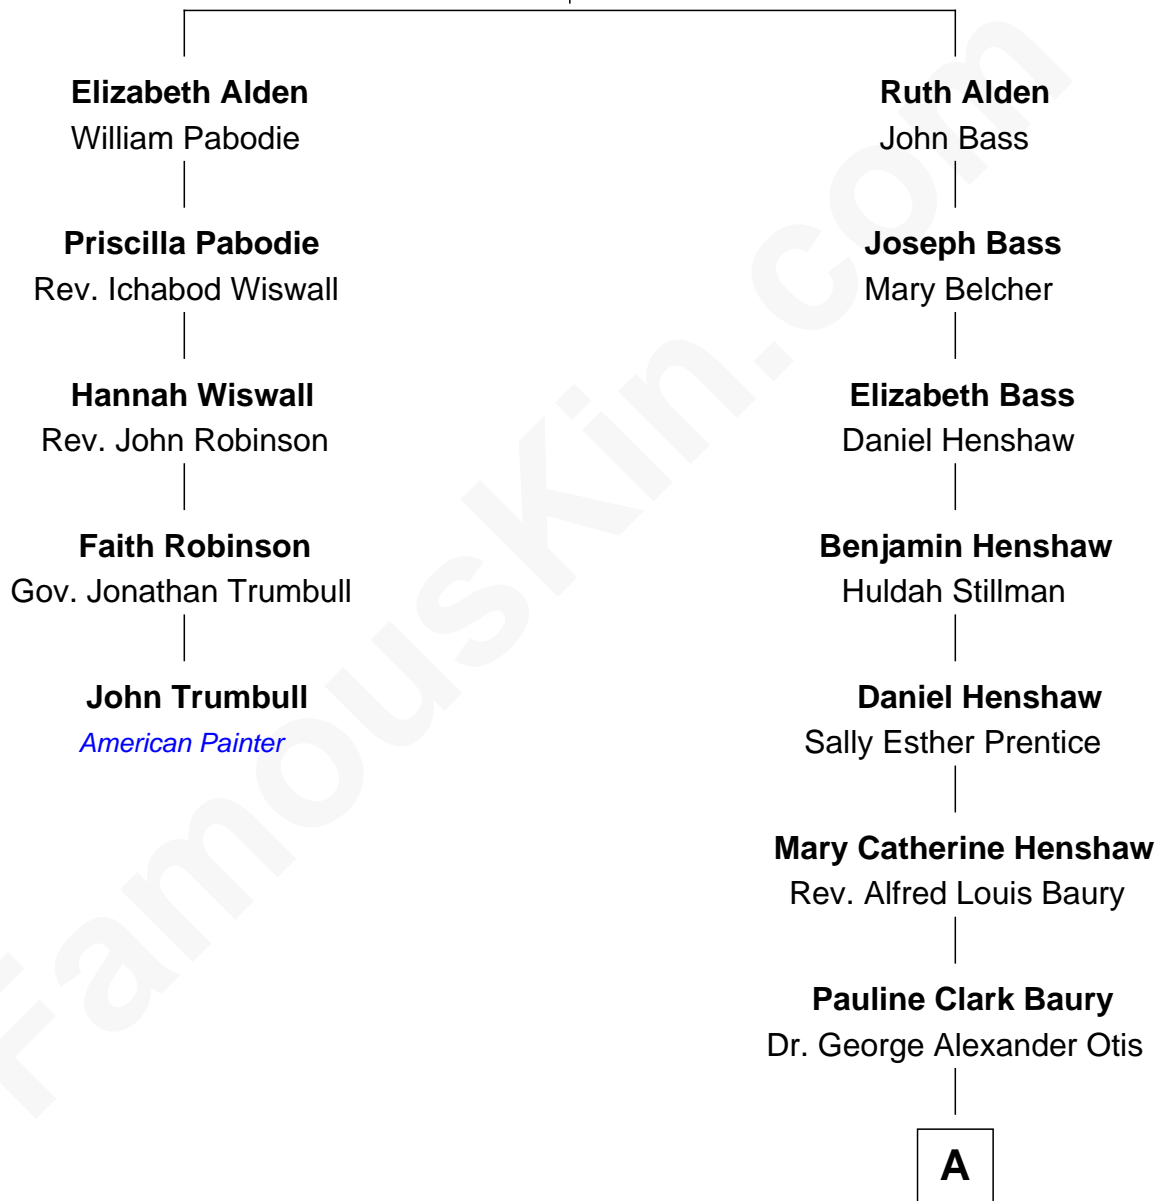 Elizabeth Alden
William Pabodie
Priscilla Pabodie
Rev. Ichabod Wiswall
Hannah Wiswall
Rev. John Robinson
Faith Robinson
Gov. Jonathan Trumbull
John Trumbull
American Painter
Ruth Alden
John Bass
Joseph Bass
Mary Belcher
Elizabeth Bass
Daniel Henshaw
Benjamin Henshaw
Huldah Stillman
Daniel Henshaw
Sally Esther Prentice
Mary Catherine Henshaw
Rev. Alfred Louis Baury
Pauline Clark Baury
Dr. George Alexander Otis
A
FamousKin.com